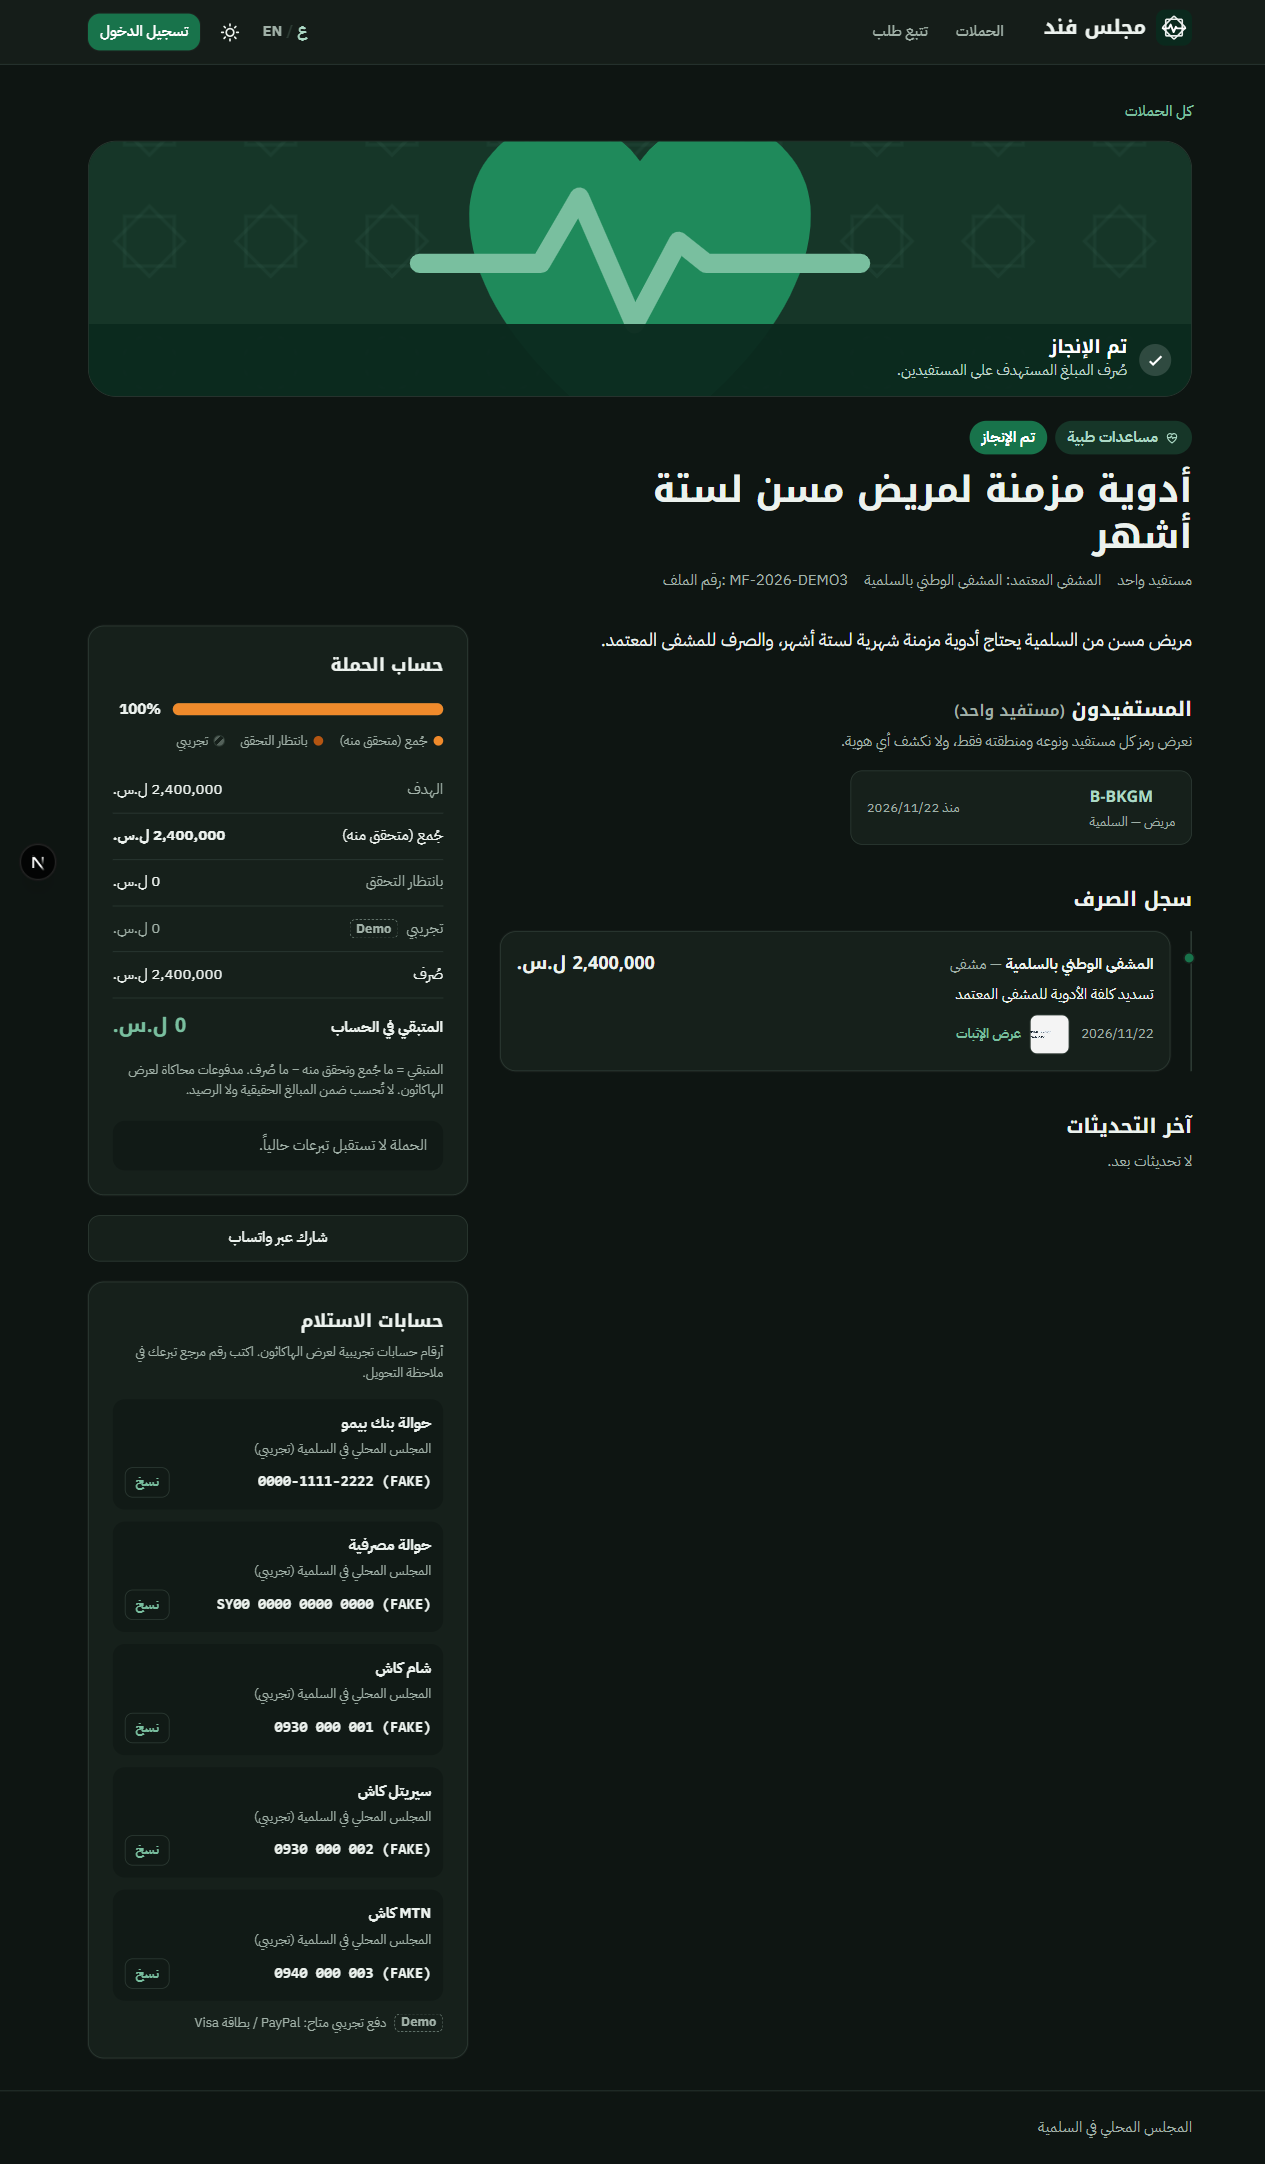 مجلس فند
الحملات
تتبع طلب
ع / EN
تسجيل الدخول
كل الحملات
تم الإنجاز
صُرف المبلغ المستهدف على المستفيدين.
مساعدات طبية
تم الإنجاز
أدوية مزمنة لمريض مسن لستة
أشهر
مستفيد واحد
المشفى المعتمد: المشفى الوطني بالسلمية
رقم الملف: MF-2026-DEMO3
مريض مسن من السلمية يحتاج أدوية مزمنة شهرية لستة أشهر، والصرف للمشفى المعتمد.
المستفيدون (مستفيد واحد)
نعرض رمز كل مستفيد ونوعه ومنطقته فقط، ولا نكشف أي هوية.
B-BKGM
مريض — السلمية
منذ 2026/11/22
سجل الصرف
المشفى الوطني بالسلمية — مشفى
2,400,000 ل.س.
تسديد كلفة الأدوية للمشفى المعتمد
2026/11/22
عرض الإثبات
آخر التحديثات
لا تحديثات بعد.
حساب الحملة
100%
جُمع (متحقق منه)
بانتظار التحقق
تجريبي
الهدف
2,400,000 ل.س.
جُمع (متحقق منه)
2,400,000 ل.س.
بانتظار التحقق
0 ل.س.
تجريبي Demo
0 ل.س.
صُرف
2,400,000 ل.س.
المتبقي في الحساب
0 ل.س.
المتبقي = ما جُمع وتحقق منه − ما صُرف. مدفوعات محاكاة لعرض
الهاكاثون. لا تُحسب ضمن المبالغ الحقيقية ولا الرصيد.
الحملة لا تستقبل تبرعات حالياً.
شارك عبر واتساب
حسابات الاستلام
أرقام حسابات تجريبية لعرض الهاكاثون. اكتب رقم مرجع تبرعك في
ملاحظة التحويل.
حوالة بنك بيمو
المجلس المحلي في السلمية (تجريبي)
0000-1111-2222 (FAKE)
نسخ
حوالة مصرفية
المجلس المحلي في السلمية (تجريبي)
SY00 0000 0000 0000 (FAKE)
نسخ
شام كاش
المجلس المحلي في السلمية (تجريبي)
0930 000 001 (FAKE)
نسخ
سيريتل كاش
المجلس المحلي في السلمية (تجريبي)
0930 000 002 (FAKE)
نسخ
MTN كاش
المجلس المحلي في السلمية (تجريبي)
0940 000 003 (FAKE)
نسخ
Demo دفع تجريبي متاح: PayPal / بطاقة Visa
المجلس المحلي في السلمية
N